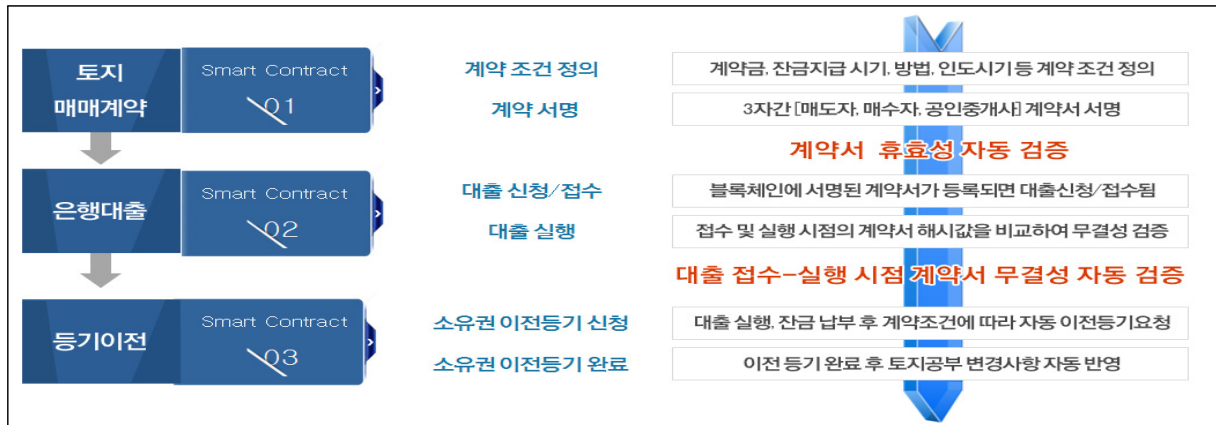 토지
매매계약
Smart Contract
01
계약 조건 정의
계약금, 잔금지급 시기, 방법, 인도시기 등 계약 조건 정의
계약 서명
3자간 [매도자, 매수자, 공인중개사] 계약서 서명
계약서 휴효성 자동 검증
은행대출
Smart Contract
02
대출 신청/접수
블록체인에 서명된 계약서가 등록되면 대출신청/접수됨
대출 실행
접수 및 실행 시점의 계약서 해시값을 비교하여 무결성 검증
대출 접수-실행 시점 계약서 무결성 자동 검증
등기이전
Smart Contract
03
소유권 이전등기 신청
대출 실행, 잔금 납부 후 계약조건에 따라 자동 이전등기요청
소유권 이전등기 완료
이전 등기 완료 후 토지공부 변경사항 자동 반영